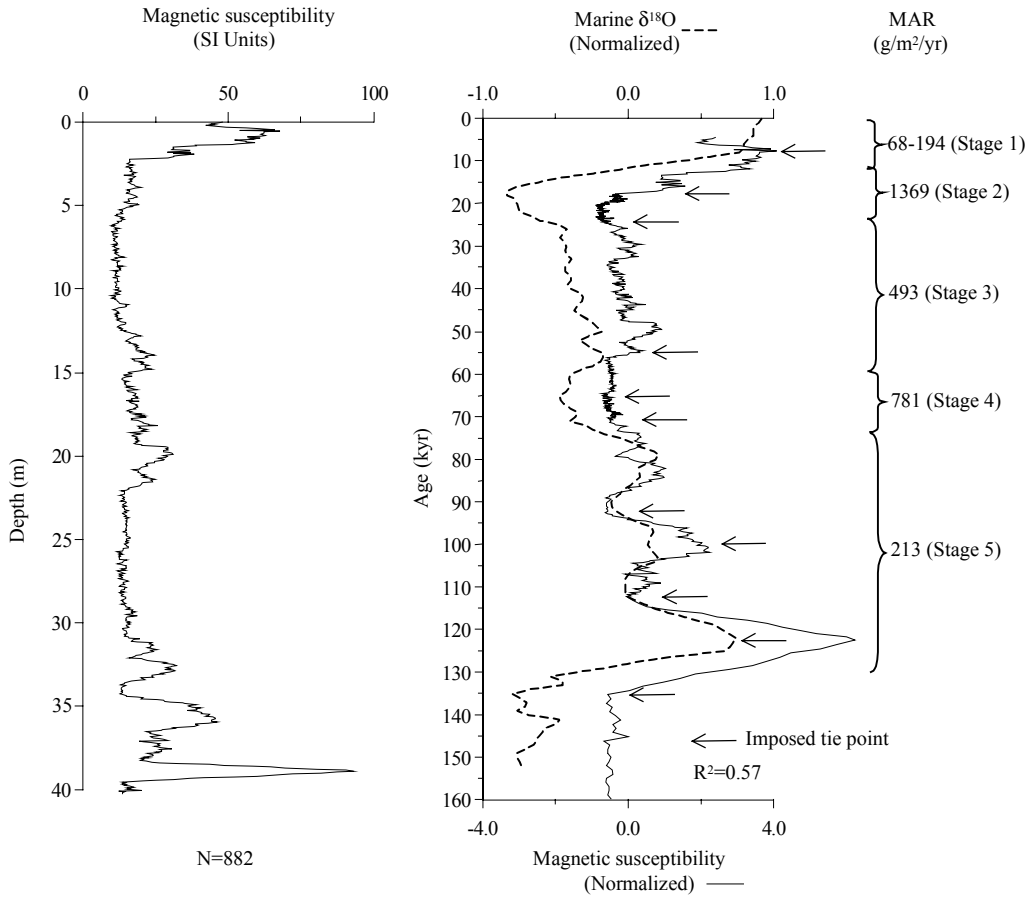 Magnetic susceptibility
(SI Units)
0
50
100
0
5
10
15
20
25
30
35
40
Depth (m)
N=882
Marine δ¹⁸O
(Normalized)
-1.0
0.0
1.0
0
10
20
30
40
50
60
70
80
90
100
110
120
130
140
150
160
Age (kyr)
Imposed tie point
R²=0.57
-4.0
0.0
4.0
Magnetic susceptibility
(Normalized)
MAR
(g/m²/yr)
68-194 (Stage 1)
1369 (Stage 2)
493 (Stage 3)
781 (Stage 4)
213 (Stage 5)